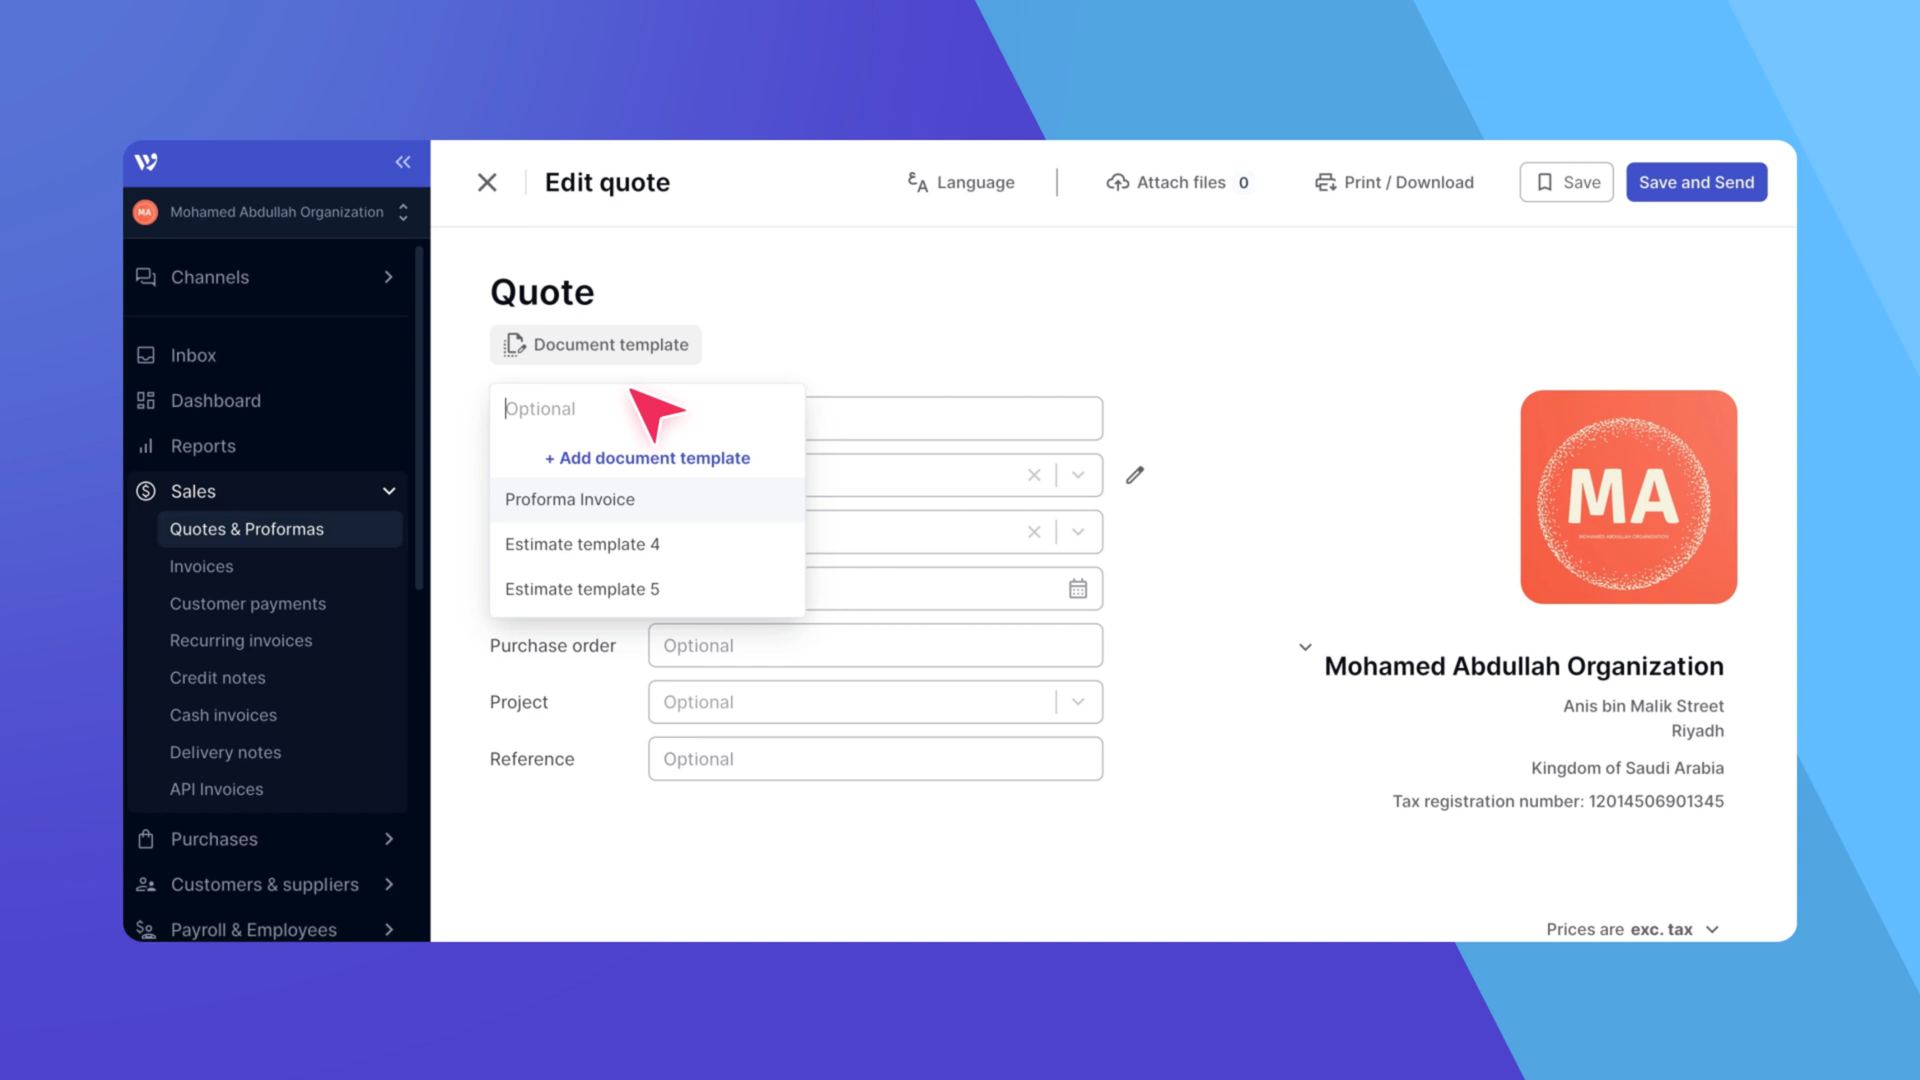 MA
Mohamed Abdullah Organization
Channels
Inbox
Dashboard
Reports
Sales
Quotes & Proformas
Invoices
Customer payments
Recurring invoices
Credit notes
Cash invoices
Delivery notes
API Invoices
Purchases
Customers & suppliers
Payroll & Employees
Edit quote
Language
Attach files 0
Print / Download
Save
Save and Send
Quote
Document template
Optional
+ Add document template
Proforma Invoice
Estimate template 4
Estimate template 5
Purchase order
Optional
Project
Optional
Reference
Optional
MA
MOHAMED ABDULLAH ORGANIZATION
Mohamed Abdullah Organization
Anis bin Malik Street
Riyadh
Kingdom of Saudi Arabia
Tax registration number: 12014506901345
Prices are exc. tax